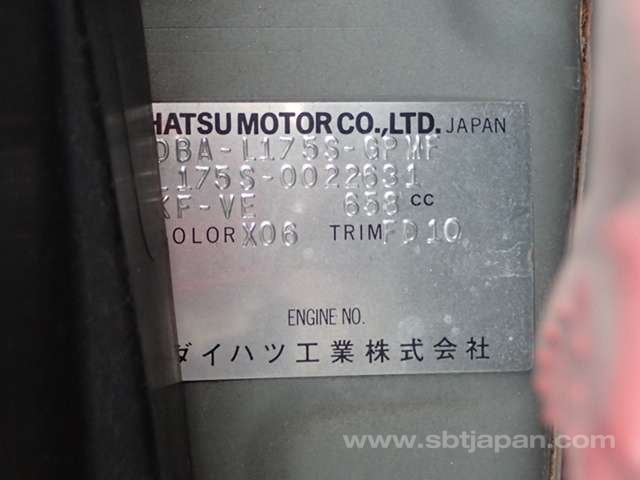 HATSU MOTOR CO.,LTD. JAPAN
DBA-L175S-GPMF
L175S-0022631
KF-VE 658 CC
OLOR X06 TRIM FD10
ENGINE NO.
ダイハツ工業株式会社
www.sbtjapan.com